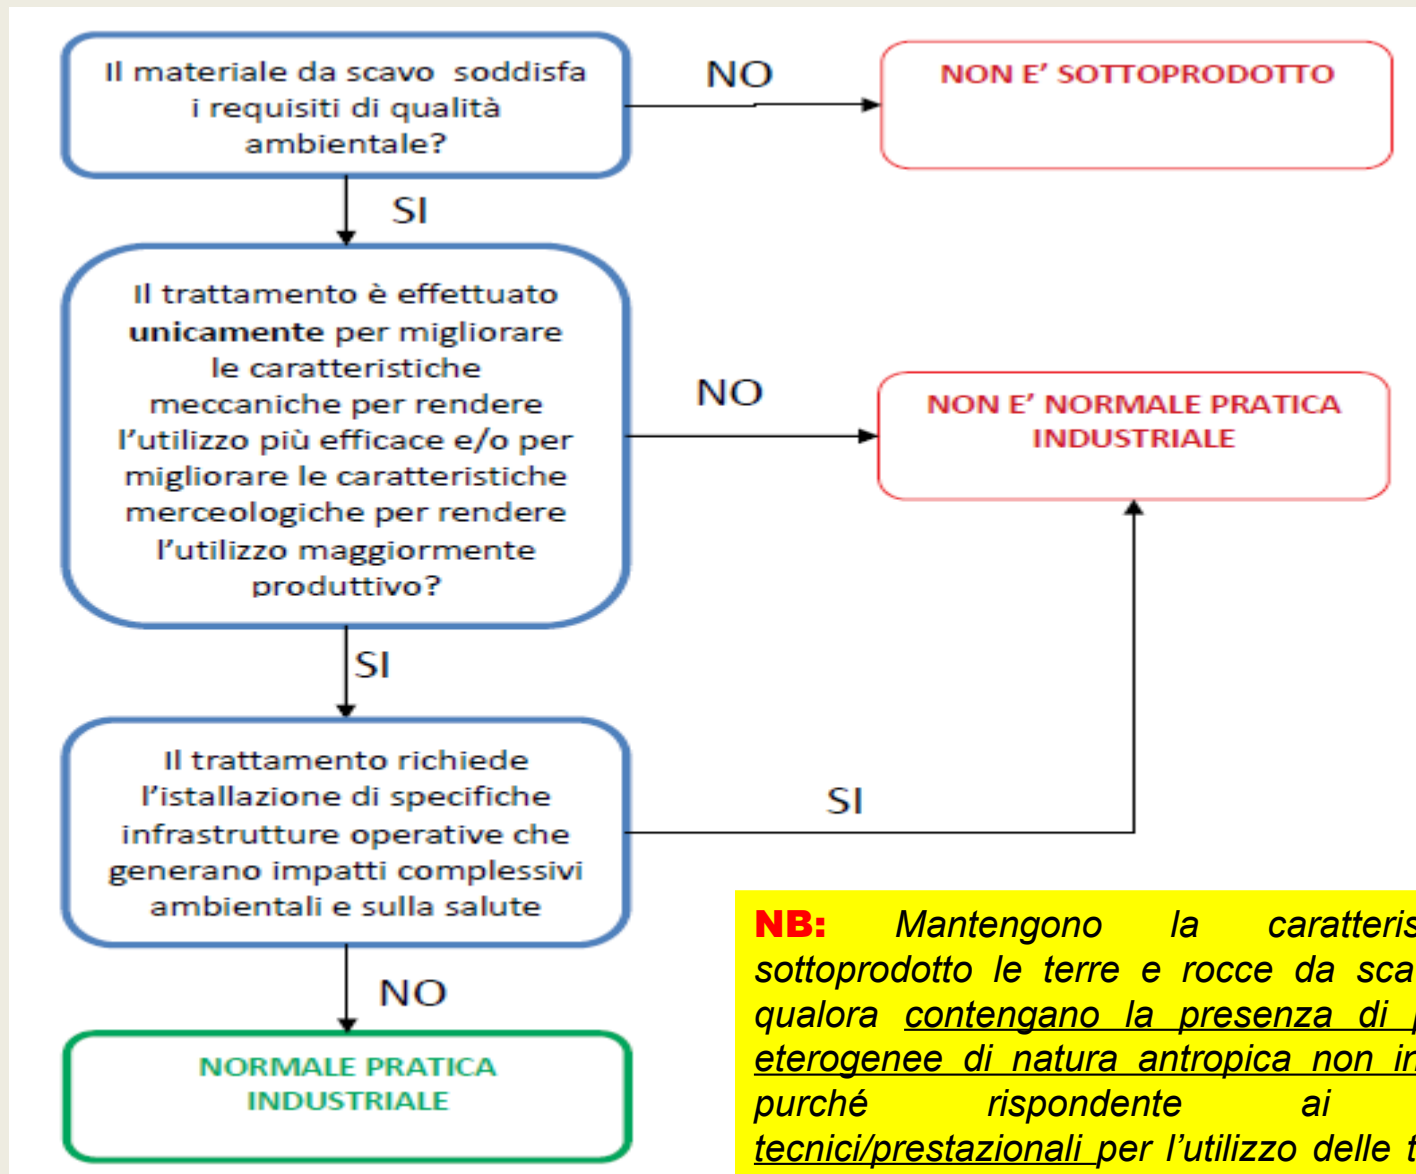 Il materiale da scavo soddisfa
i requisiti di qualità
ambientale?
NO
NON E' SOTTOPRODOTTO
SI
Il trattamento è effettuato
unicamente per migliorare
le caratteristiche
meccaniche per rendere
l'utilizzo più efficace e/o per
migliorare le caratteristiche
merceologiche per rendere
l'utilizzo maggiormente
produttivo?
NO
NON E' NORMALE PRATICA
INDUSTRIALE
SI
Il trattamento richiede
l'istallazione di specifiche
infrastrutture operative che
generano impatti complessivi
ambientali e sulla salute
SI
NO
NORMALE PRATICA
INDUSTRIALE
NB: Mantengono la
sottoprodotto le terre e rocce da
qualora contengano la presenza di
eterogenee di natura antropica non
purché rispondente ai
tecnici/prestazionali per l'utilizzo delle